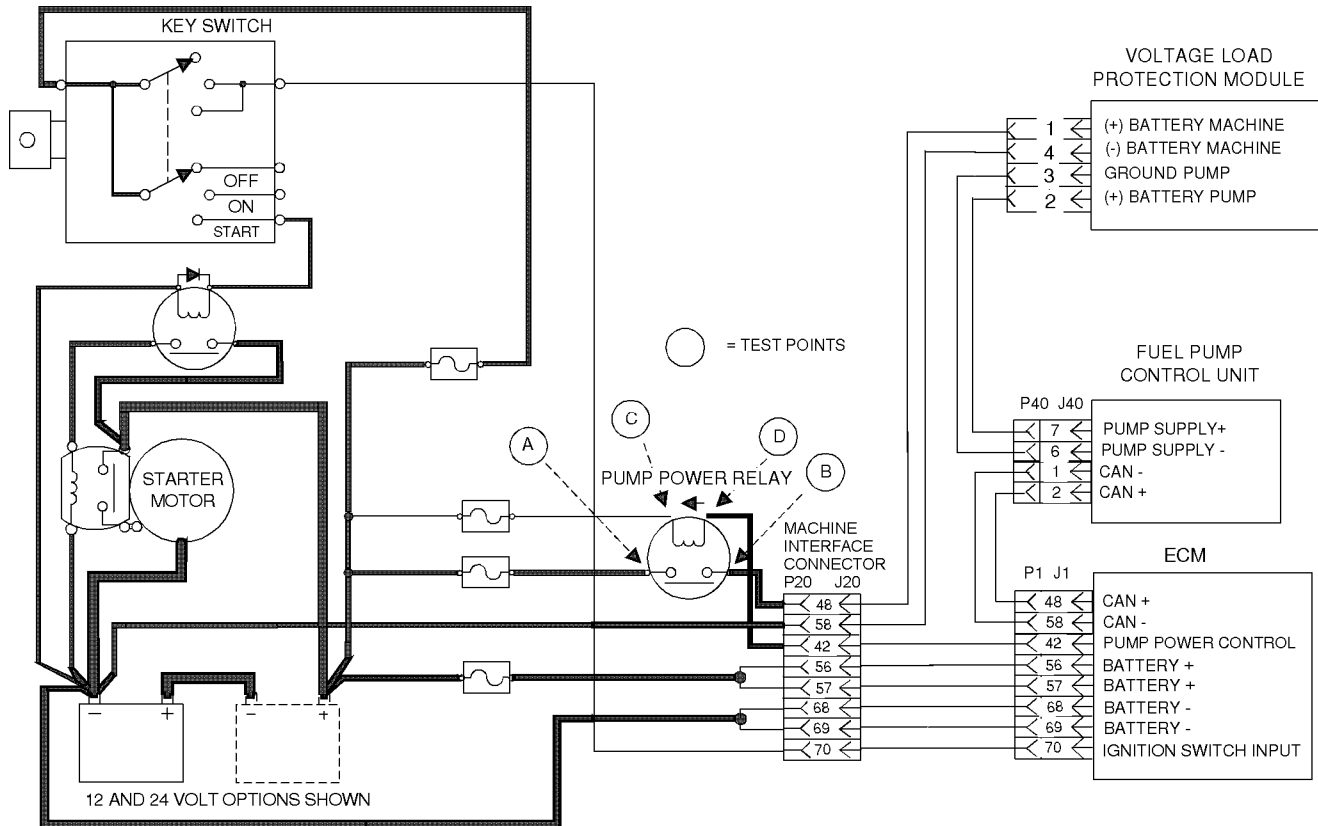 KEY SWITCH
OFF
ON
START
VOLTAGE LOAD
PROTECTION MODULE
1 (+) BATTERY MACHINE
4 (-) BATTERY MACHINE
3 GROUND PUMP
2 (+) BATTERY PUMP
= TEST POINTS
FUEL PUMP
CONTROL UNIT
P40 J40
7 PUMP SUPPLY+
6 PUMP SUPPLY -
1 CAN -
2 CAN +
STARTER
MOTOR
A
C
D
B
PUMP POWER RELAY
MACHINE
INTERFACE
CONNECTOR
P20 J20
48
58
42
56
57
68
69
70
ECM
P1 J1
48 CAN +
58 CAN -
42 PUMP POWER CONTROL
56 BATTERY +
57 BATTERY +
68 BATTERY -
69 BATTERY -
70 IGNITION SWITCH INPUT
- +
- +
12 AND 24 VOLT OPTIONS SHOWN